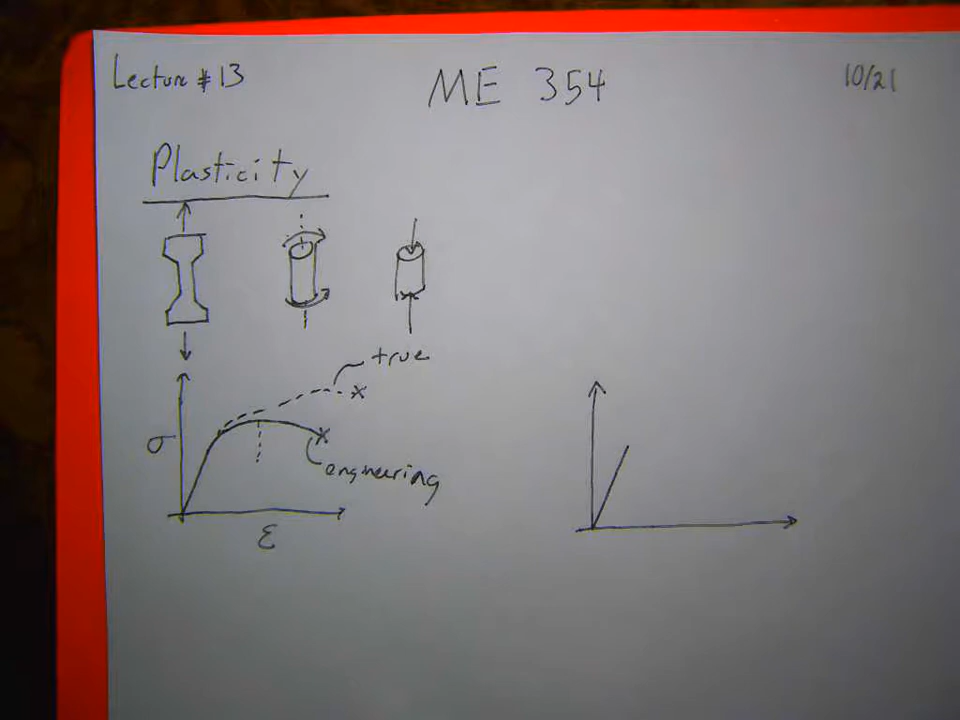 Lecture #13
ME 354
10/21
Plasticity
true
σ
engineering
ε